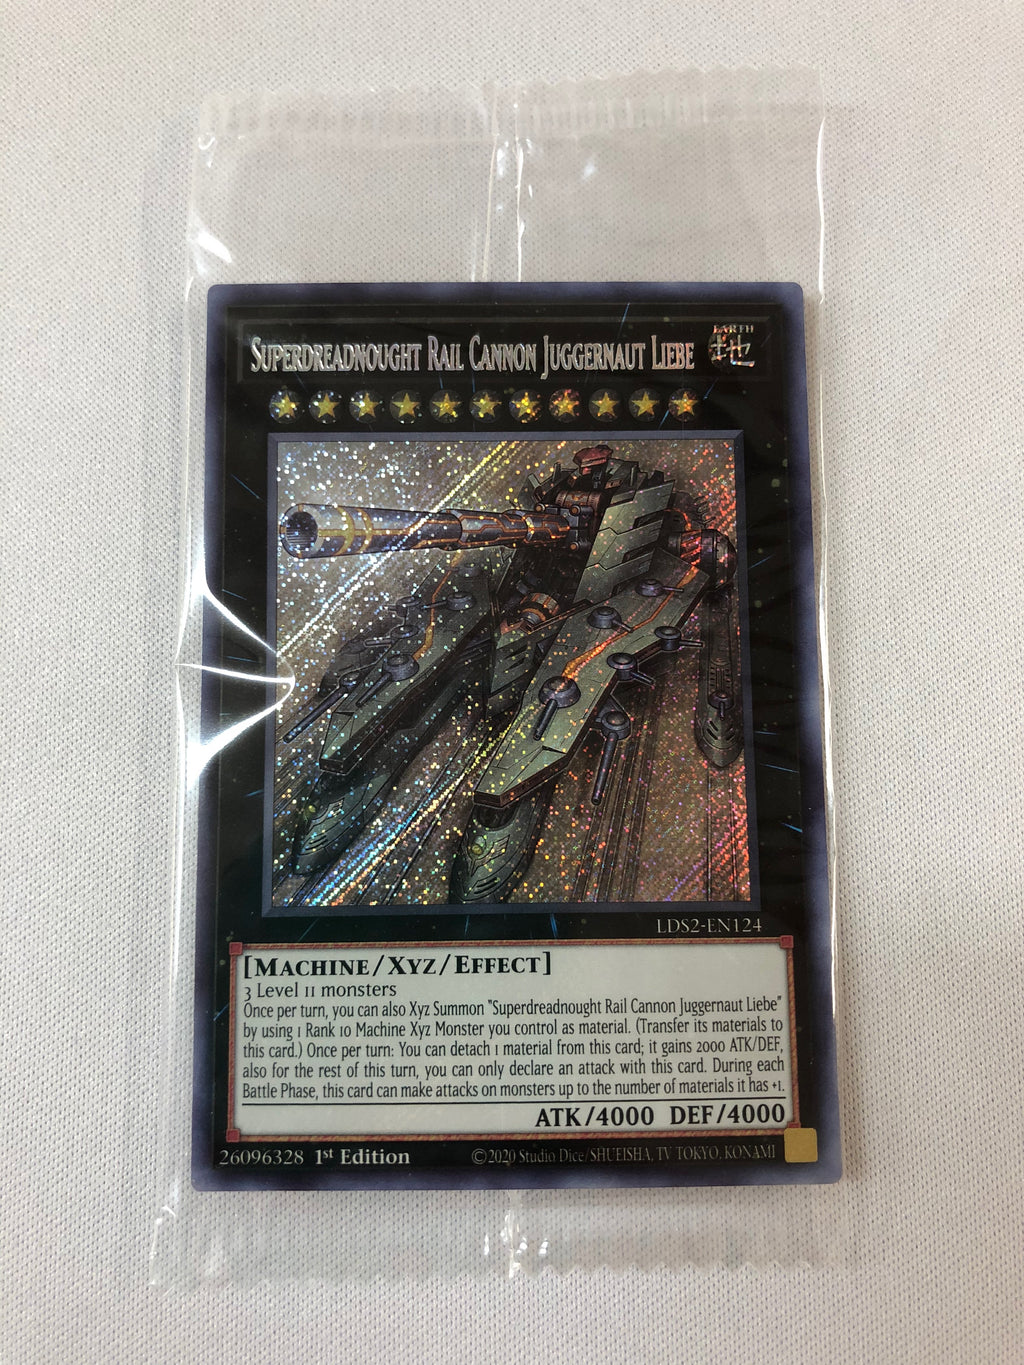 SUPERDREADNOUGHT RAIL CANNON JUGGERNAUT LIEBE
EARTH
地
LDS2-EN124
[MACHINE/XYZ/EFFECT]
3 Level 11 monsters
Once per turn, you can also Xyz Summon "Superdreadnought Rail Cannon Juggernaut Liebe"
by using 1 Rank 10 Machine Xyz Monster you control as material. (Transfer its materials to
this card.) Once per turn: You can detach 1 material from this card; it gains 2000 ATK/DEF,
also for the rest of this turn, you can only declare an attack with this card. During each
Battle Phase, this card can make attacks on monsters up to the number of materials it has +1.
ATK/4000 DEF/4000
26096328 1st Edition ©2020 Studio Dice/SHUEISHA, TV TOKYO, KONAMI